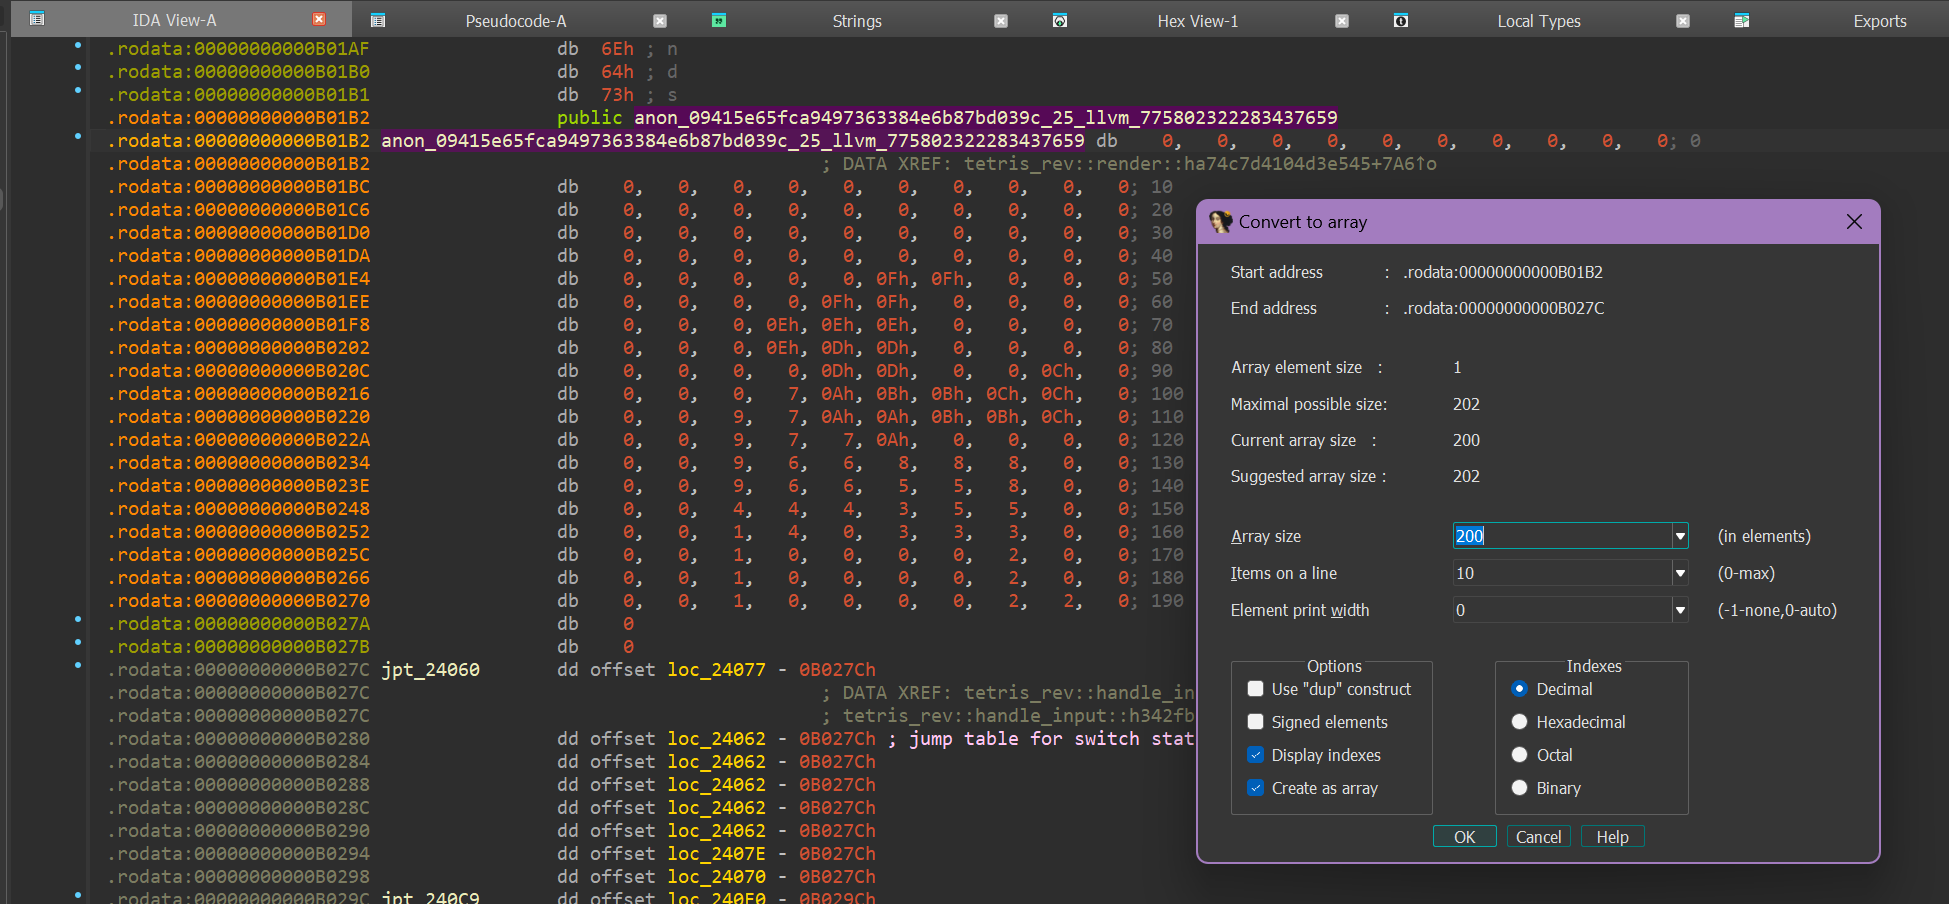 IDA View-A Pseudocode-A Strings Hex View-1 Local Types Exports
.rodata:00000000000B01AF db 6Eh ; n
.rodata:00000000000B01B0 db 64h ; d
.rodata:00000000000B01B1 db 73h ; s
.rodata:00000000000B01B2 public anon_09415e65fca9497363384e6b87bd039c_25_llvm_775802322283437659
.rodata:00000000000B01B2 anon_09415e65fca9497363384e6b87bd039c_25_llvm_775802322283437659 db 0, 0, 0, 0, 0, 0, 0, 0, 0, 0; 0
.rodata:00000000000B01B2 ; DATA XREF: tetris_rev::render::ha74c7d4104d3e545+7A6↑o
.rodata:00000000000B01BC db 0, 0, 0, 0, 0, 0, 0, 0, 0, 0; 10
.rodata:00000000000B01C6 db 0, 0, 0, 0, 0, 0, 0, 0, 0, 0; 20
.rodata:00000000000B01D0 db 0, 0, 0, 0, 0, 0, 0, 0, 0, 0; 30
.rodata:00000000000B01DA db 0, 0, 0, 0, 0, 0, 0, 0, 0, 0; 40
.rodata:00000000000B01E4 db 0, 0, 0, 0, 0, 0Fh, 0Fh, 0, 0, 0; 50
.rodata:00000000000B01EE db 0, 0, 0, 0, 0Fh, 0Fh, 0, 0, 0, 0; 60
.rodata:00000000000B01F8 db 0, 0, 0, 0Eh, 0Eh, 0Eh, 0, 0, 0, 0; 70
.rodata:00000000000B0202 db 0, 0, 0, 0Eh, 0Dh, 0Dh, 0, 0, 0, 0; 80
.rodata:00000000000B020C db 0, 0, 0, 0, 0Dh, 0Dh, 0, 0, 0Ch, 0; 90
.rodata:00000000000B0216 db 0, 0, 0, 7, 0Ah, 0Bh, 0Bh, 0Ch, 0Ch, 0; 100
.rodata:00000000000B0220 db 0, 0, 9, 7, 0Ah, 0Ah, 0Bh, 0Bh, 0Ch, 0; 110
.rodata:00000000000B022A db 0, 0, 9, 7, 7, 0Ah, 0, 0, 0, 0; 120
.rodata:00000000000B0234 db 0, 0, 9, 6, 6, 8, 8, 8, 0, 0; 130
.rodata:00000000000B023E db 0, 0, 9, 6, 6, 5, 5, 8, 0, 0; 140
.rodata:00000000000B0248 db 0, 0, 4, 4, 4, 3, 5, 5, 0, 0; 150
.rodata:00000000000B0252 db 0, 0, 1, 4, 0, 3, 3, 3, 0, 0; 160
.rodata:00000000000B025C db 0, 0, 1, 0, 0, 0, 0, 2, 0, 0; 170
.rodata:00000000000B0266 db 0, 0, 1, 0, 0, 0, 0, 2, 0, 0; 180
.rodata:00000000000B0270 db 0, 0, 1, 0, 0, 0, 0, 2, 2, 0; 190
.rodata:00000000000B027A db 0
.rodata:00000000000B027B db 0
.rodata:00000000000B027C jpt_24060 dd offset loc_24077 - 0B027Ch
.rodata:00000000000B027C ; DATA XREF: tetris_rev::handle_in
.rodata:00000000000B027C ; tetris_rev::handle_input::h342fb
.rodata:00000000000B0280 dd offset loc_24062 - 0B027Ch ; jump table for switch stat
.rodata:00000000000B0284 dd offset loc_24062 - 0B027Ch
.rodata:00000000000B0288 dd offset loc_24062 - 0B027Ch
.rodata:00000000000B028C dd offset loc_24062 - 0B027Ch
.rodata:00000000000B0290 dd offset loc_24062 - 0B027Ch
.rodata:00000000000B0294 dd offset loc_2407E - 0B027Ch
.rodata:00000000000B0298 dd offset loc_24070 - 0B027Ch
.rodata:00000000000B029C jpt_240C9 dd offset loc_240E0 - 0B029Ch
Convert to array
Start address : .rodata:00000000000B01B2
End address : .rodata:00000000000B027C
Array element size : 1
Maximal possible size: 202
Current array size : 200
Suggested array size : 202
Array size 200 (in elements)
Items on a line 10 (0-max)
Element print width 0 (-1-none,0-auto)
Options Indexes
Use "dup" construct Decimal
Signed elements Hexadecimal
Display indexes Octal
Create as array Binary
OK Cancel Help